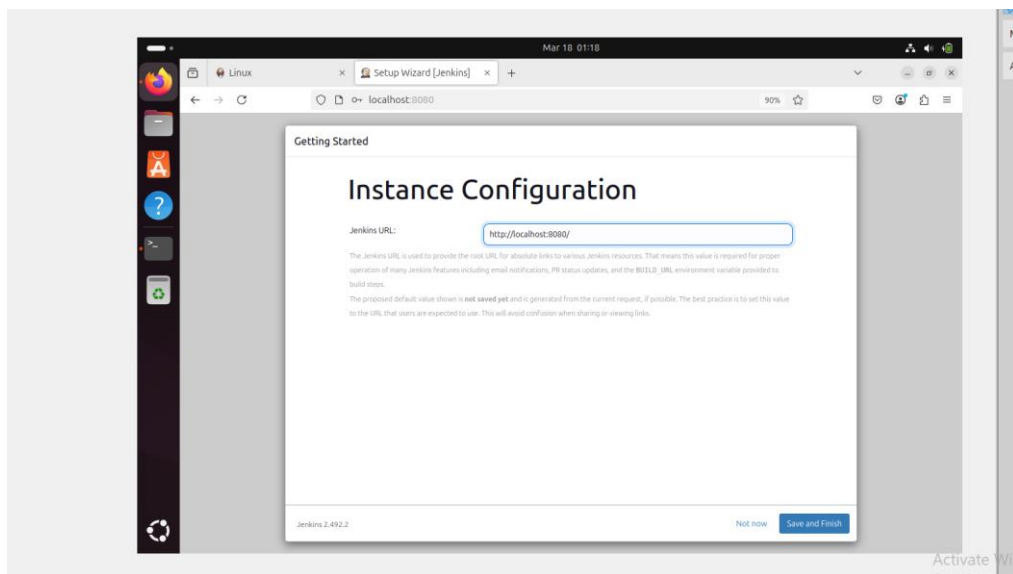 Mar 18 01:18
Linux
Setup Wizard [Jenkins]
localhost:8080
90%
Getting Started
Instance Configuration
Jenkins URL:
http://localhost:8080/
The Jenkins URL is used to provide the root URL for absolute links to various Jenkins resources. That means this value is required for proper
operation of many Jenkins features including email notifications, PR status updates, and the BUILD_URL environment variable provided to
build steps.
The proposed default value shown is not saved yet and is generated from the current request, if possible. The best practice is to set this value
to the URL that users are expected to use. This will avoid confusion when sharing or viewing links.
Jenkins 2.492.2
Not now
Save and Finish
Activate